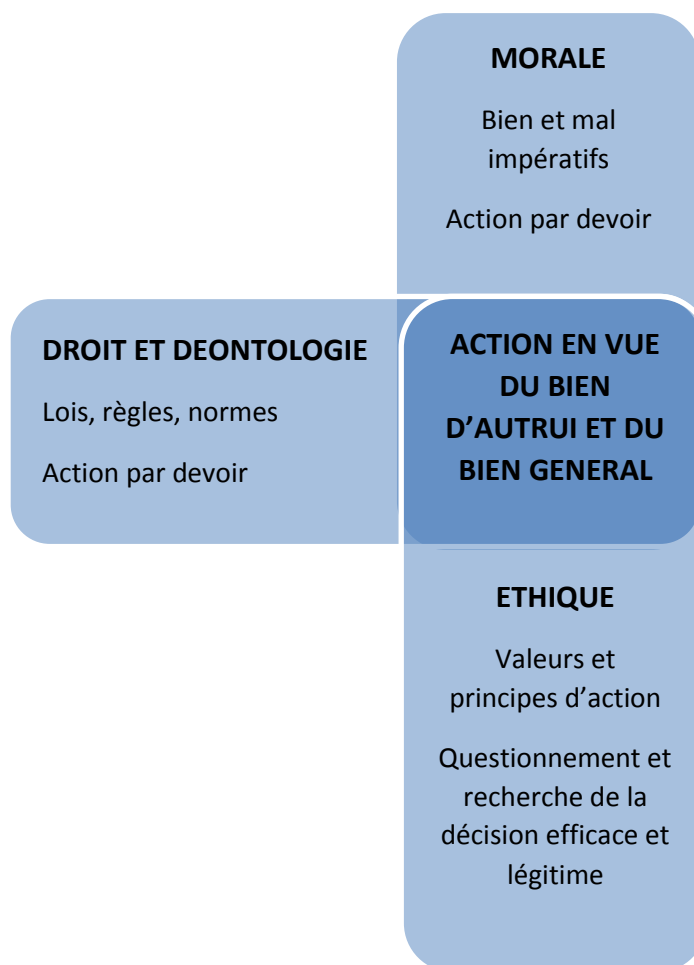 MORALE
Bien et mal
impératifs
Action par devoir
DROIT ET DEONTOLOGIE
Lois, règles, normes
Action par devoir
ACTION EN VUE
DU BIEN
D’AUTRUI ET DU
BIEN GENERAL
ETHIQUE
Valeurs et
principes d’action
Questionnement et
recherche de la
décision efficace et
légitime